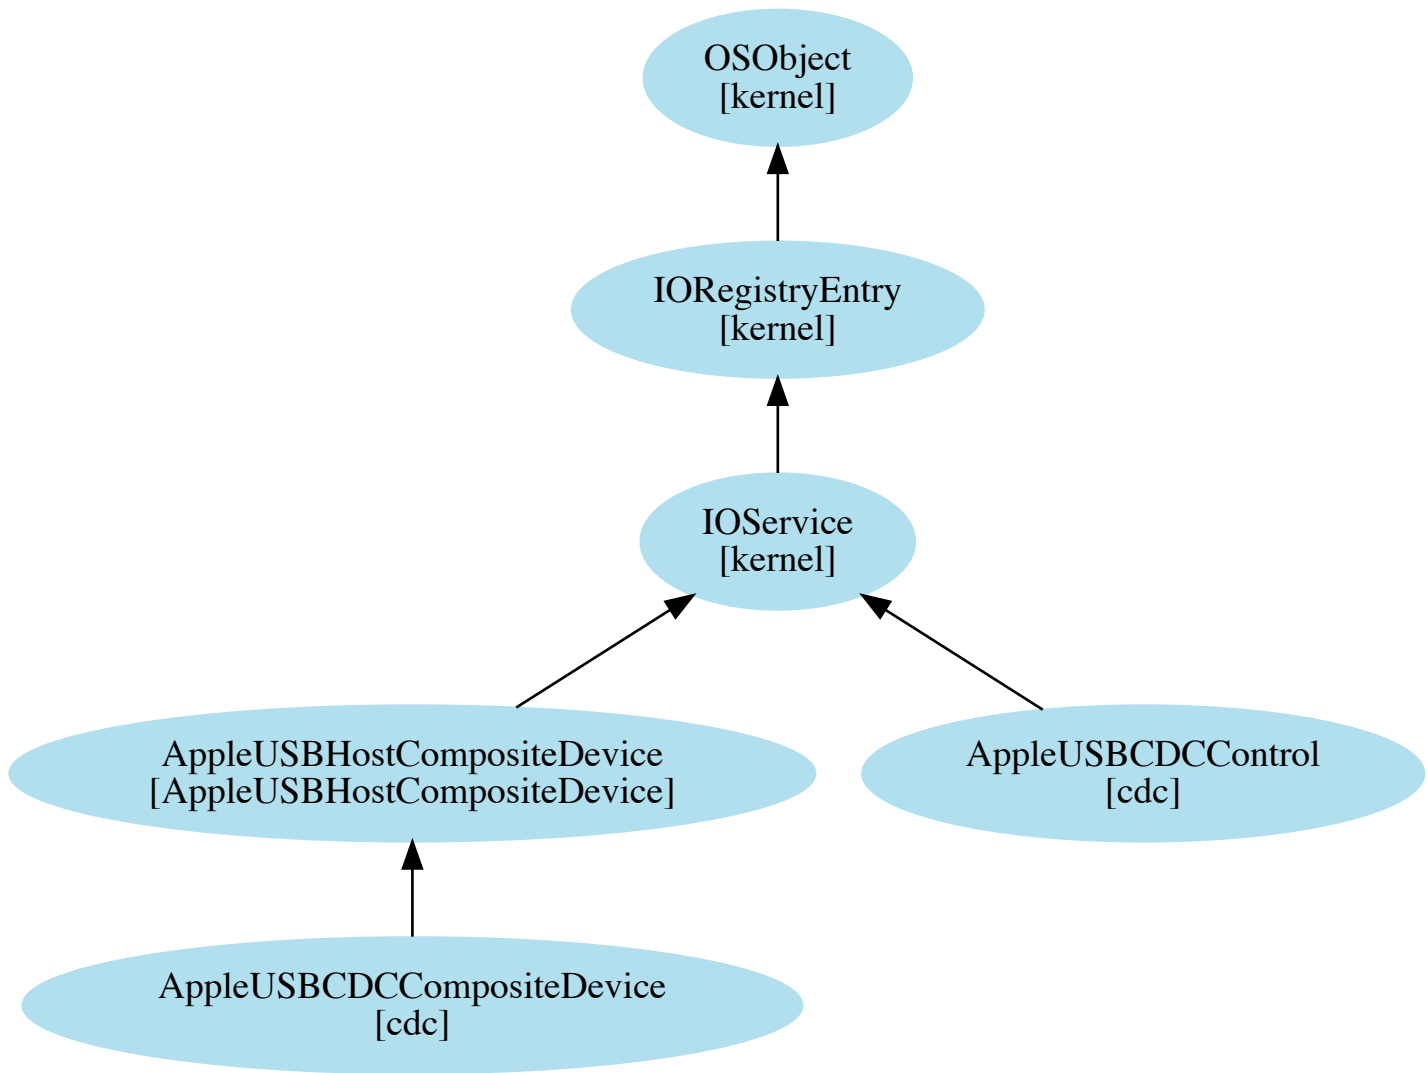 OSObject
[kernel]
IORegistryEntry
[kernel]
IOService
[kernel]
AppleUSBHostCompositeDevice
[AppleUSBHostCompositeDevice]
AppleUSBCDCControl
[cdc]
AppleUSBCDCCompositeDevice
[cdc]